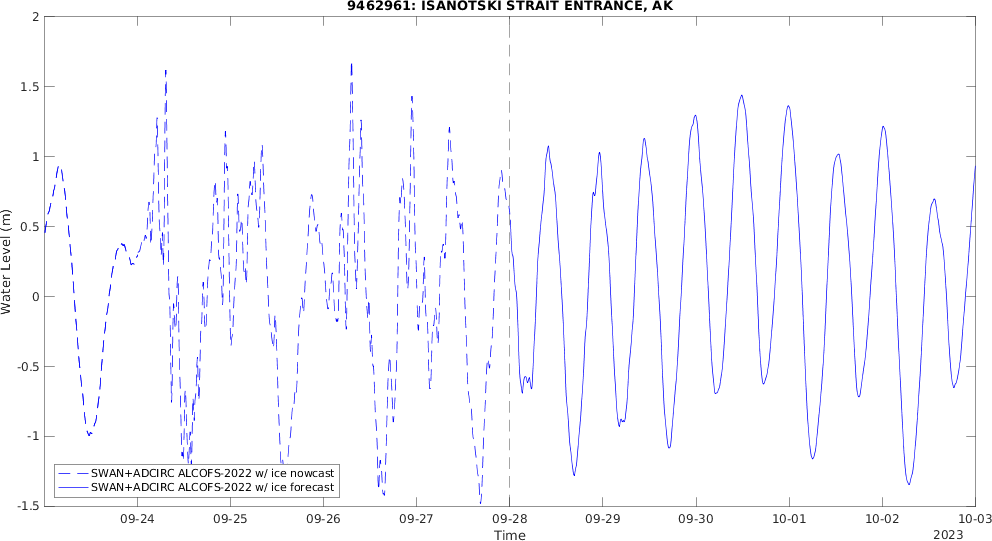 9462961: ISANOTSKI STRAIT ENTRANCE, AK
2
1.5
1
0.5
0
-0.5
-1
-1.5
Water Level (m)
SWAN+ADCIRC ALCOFS-2022 w/ ice nowcast
SWAN+ADCIRC ALCOFS-2022 w/ ice forecast
09-24 09-25 09-26 09-27 09-28 09-29 09-30 10-01 10-02 10-03
Time
2023